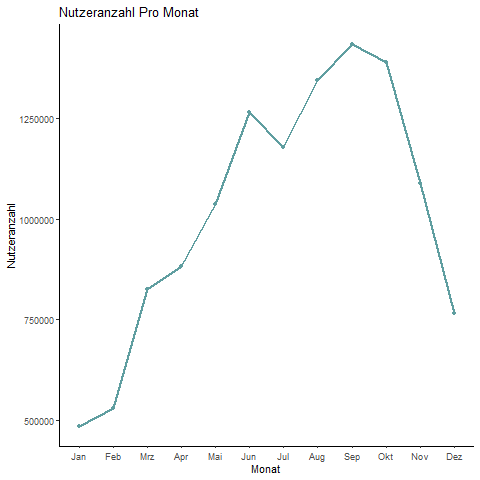 Nutzeranzahl Pro Monat
Nutzeranzahl
1250000
1000000
750000
500000
Jan Feb Mrz Apr Mai Jun Jul Aug Sep Okt Nov Dez
Monat